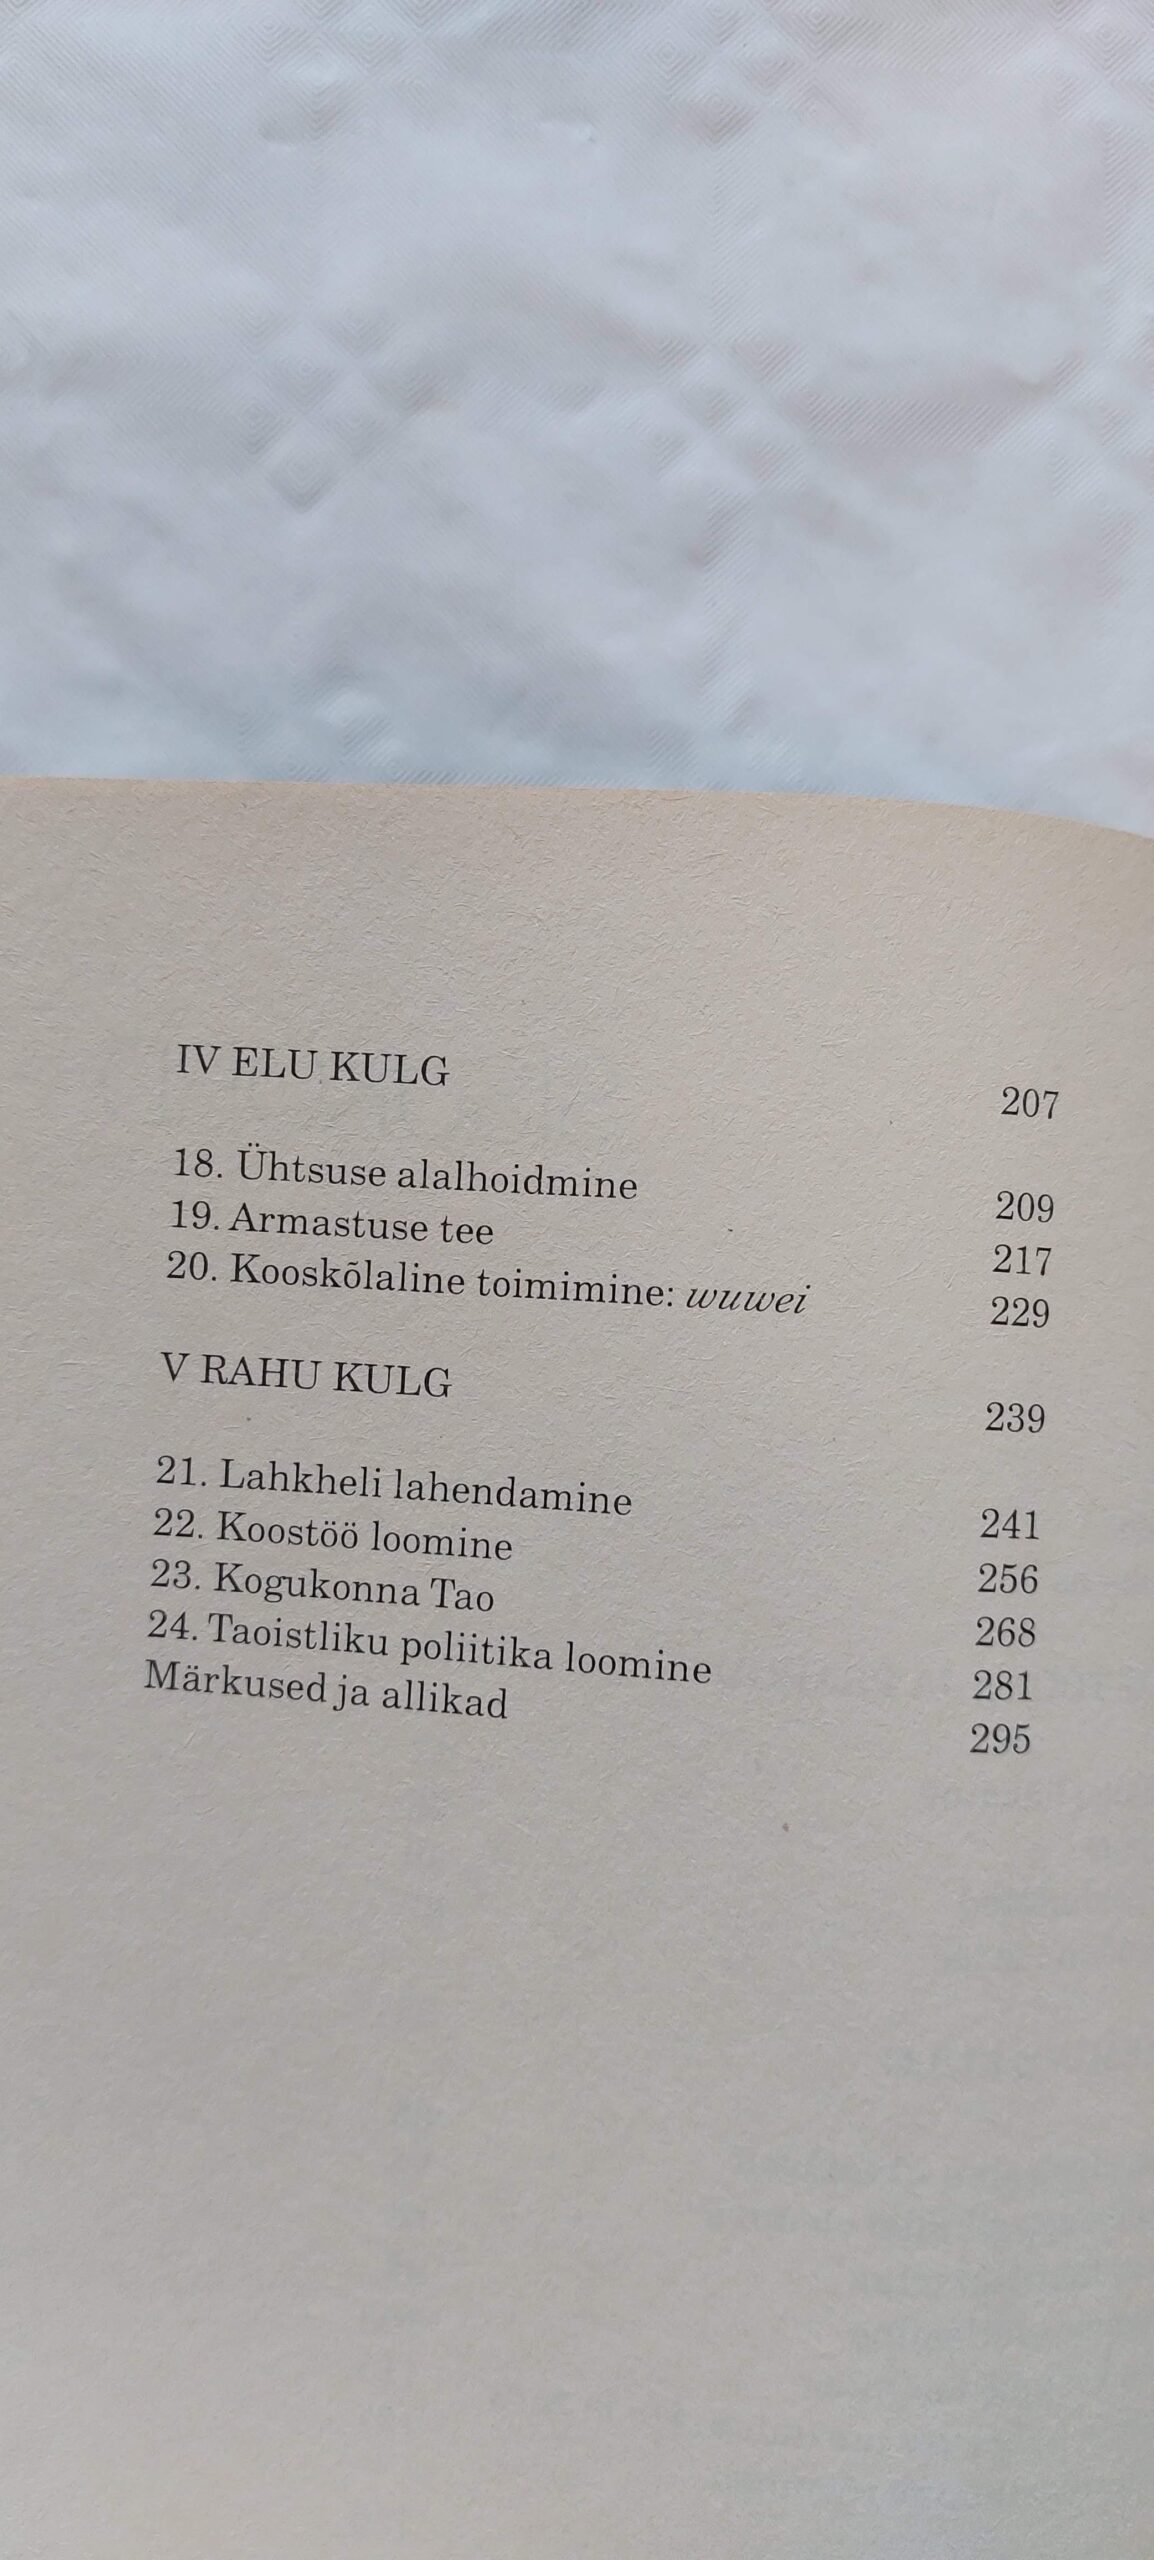 IV ELU KULG 207
18. Ühtsuse alalhoidmine 209
19. Armastuse tee 217
20. Kooskõlaline toimimine: wuwei 229
V RAHU KULG 239
21. Lahkheli lahendamine 241
22. Koostöö loomine 256
23. Kogukonna Tao 268
24. Taoistliku poliitika loomine 281
Märkused ja allikad 295